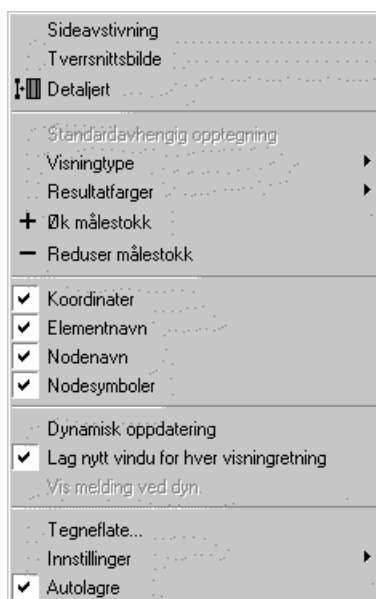 Sideavstivning
Tverrsnittsbilde
Detaljert
Standardavhengig opptegning
Visningtype
Resultatfarger
Øk målestokk
Reduser målestokk
Koordinater
Elementnavn
Nodenavn
Nodesymboler
Dynamisk oppdatering
Lag nytt vindu for hver visningretning
Vis melding ved dyn.
Tegneflate...
Innstillinger
Autolagre